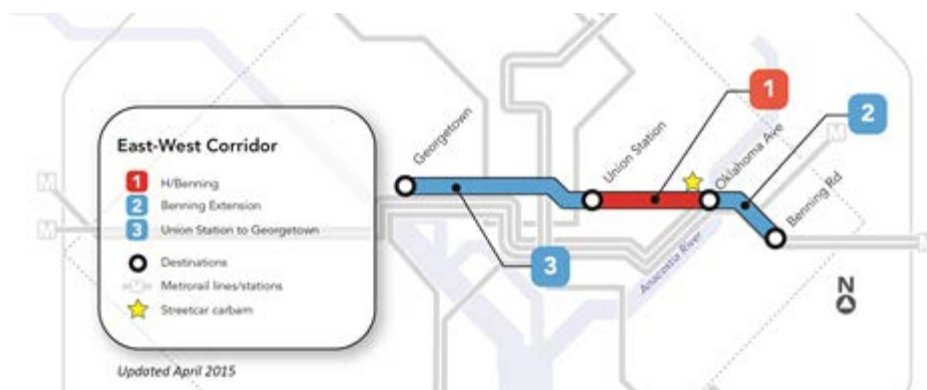 East-West Corridor
1 H/Benning
2 Benning Extension
3 Union Station to Georgetown
Destinations
M Metrorail lines/stations
Streetcar carbarn
Updated April 2015
Georgetown
Union Station
Oklahoma Ave
Benning Rd
Anacostia River
1
2
3
M
M
M
M
N